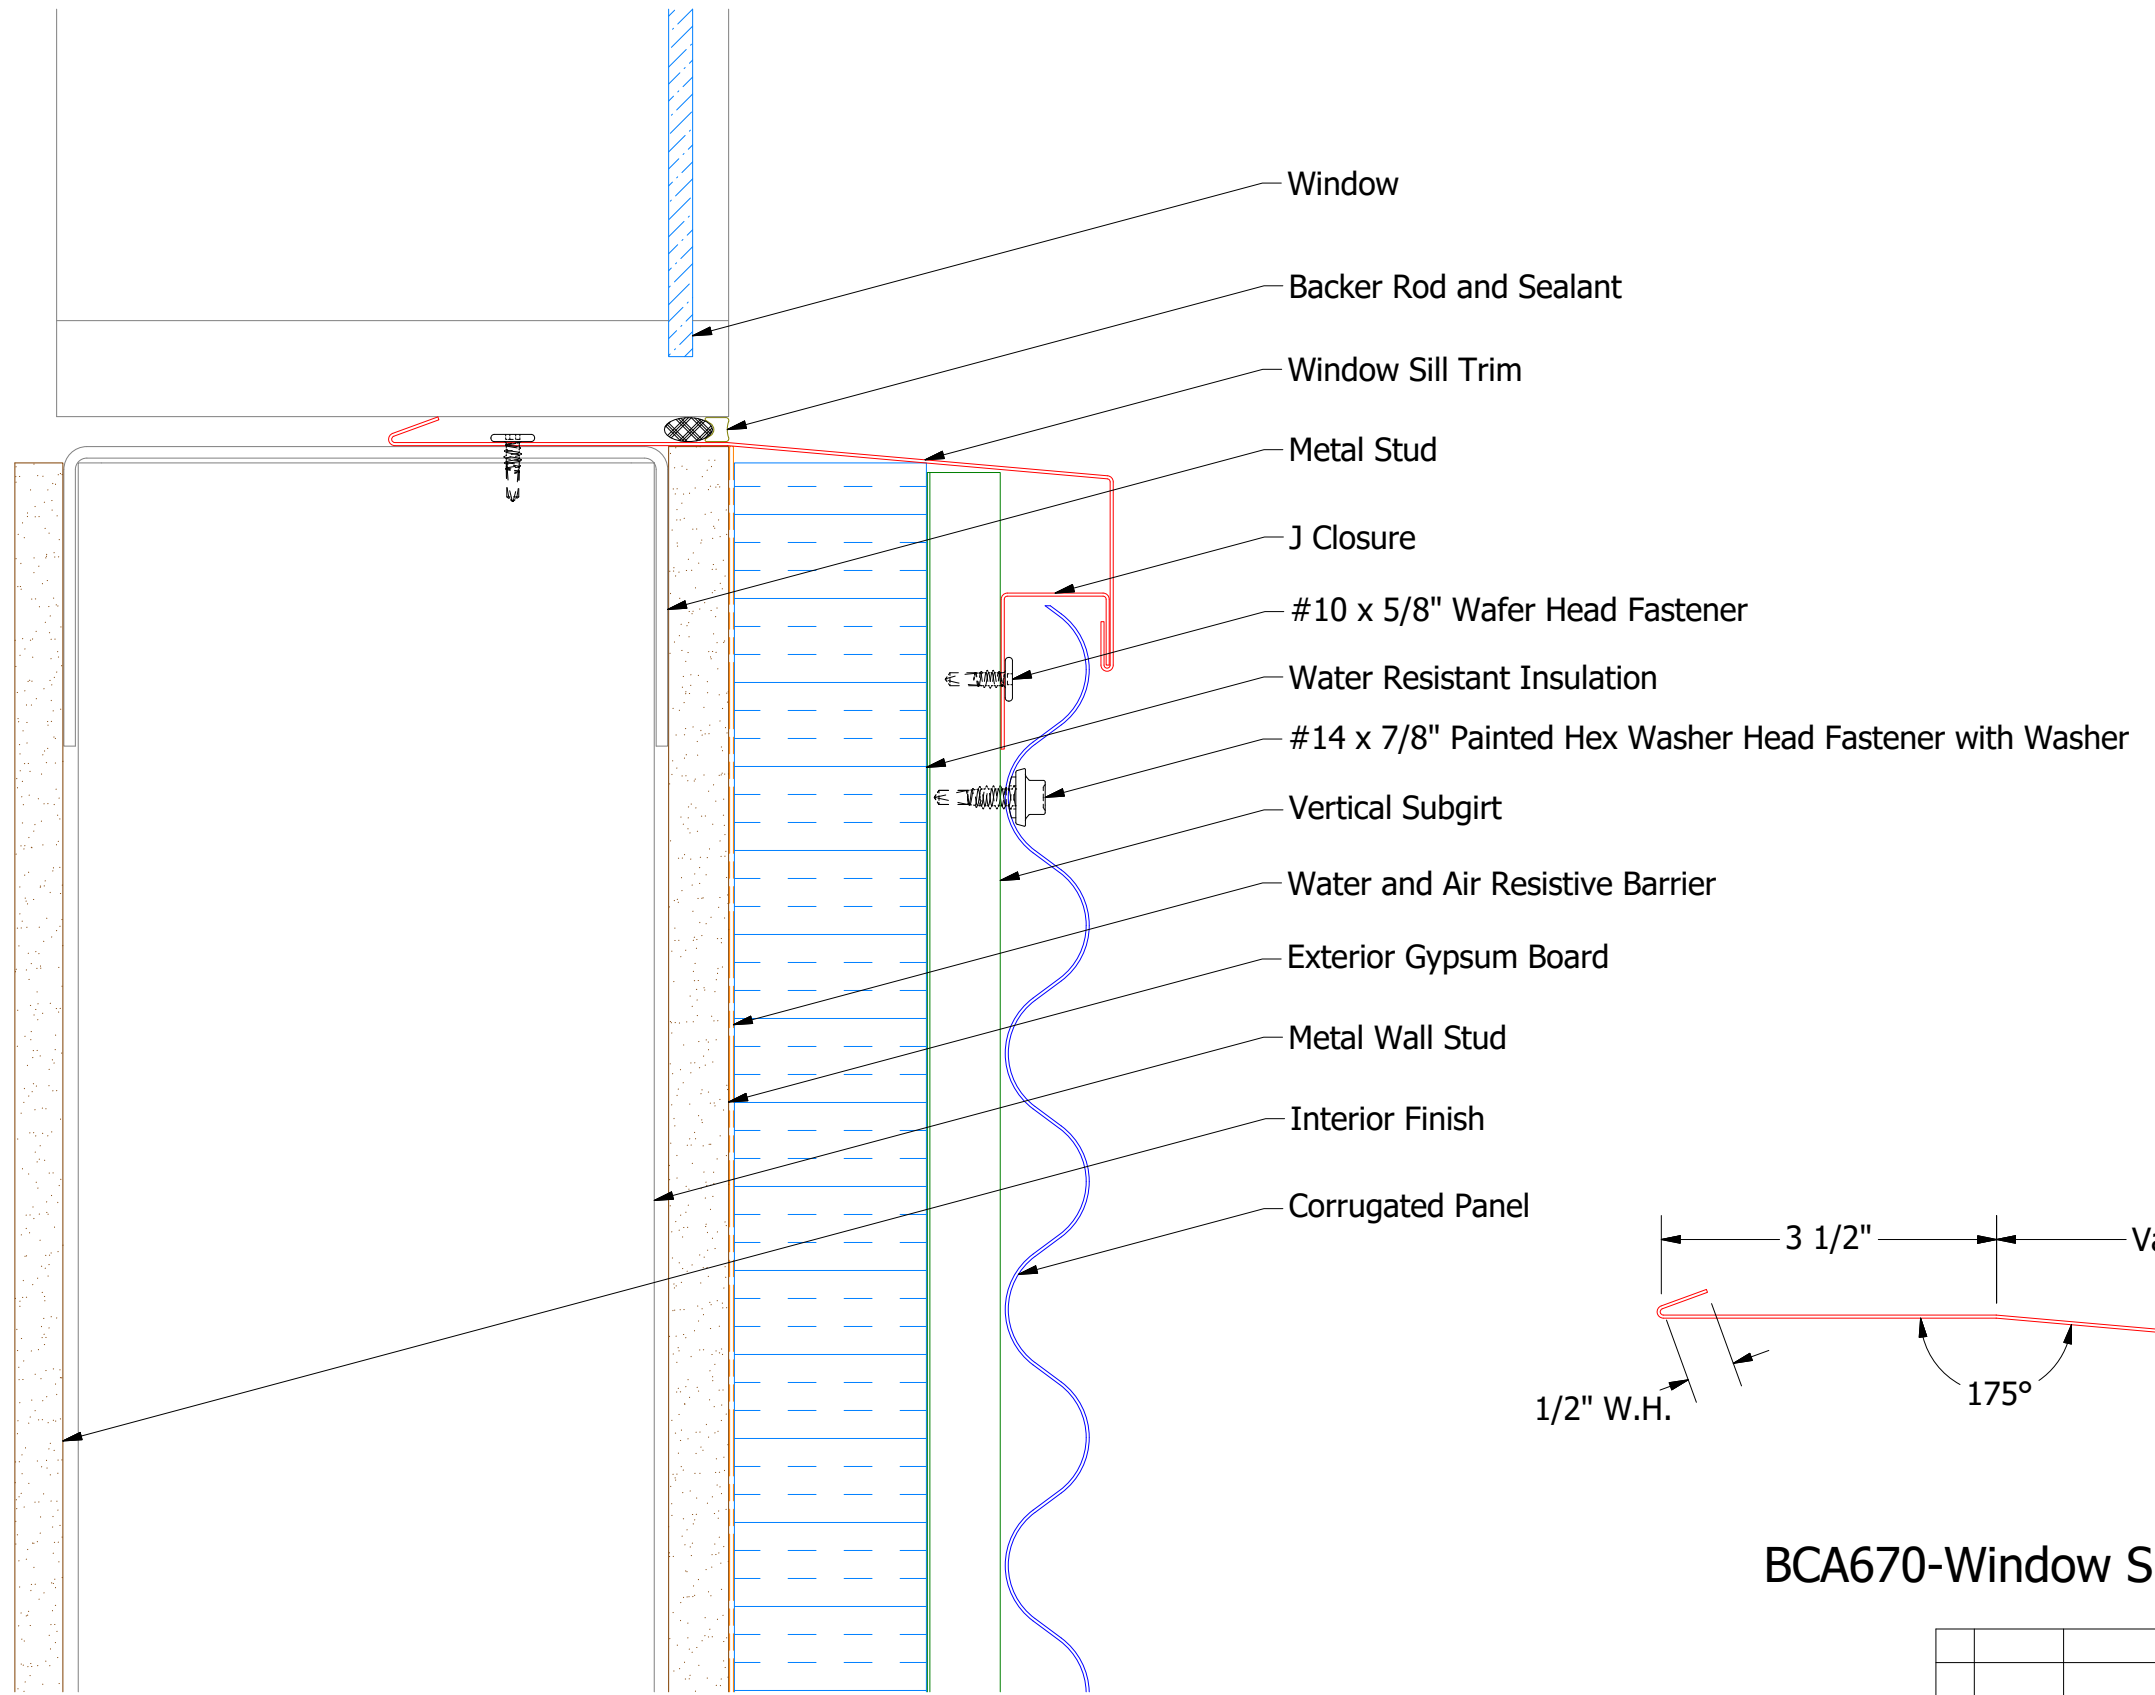 Window
Backer Rod and Sealant
Window Sill Trim
Metal Stud
J Closure
#10 x 5/8" Wafer Head Fastener
Water Resistant Insulation
#14 x 7/8" Painted Hex Washer Head Fastener with Washer
Vertical Subgirt
Water and Air Resistive Barrier
Exterior Gypsum Board
Metal Wall Stud
Interior Finish
Corrugated Panel
3 1/2"
1/2" W.H.
175°
BCA670-Window